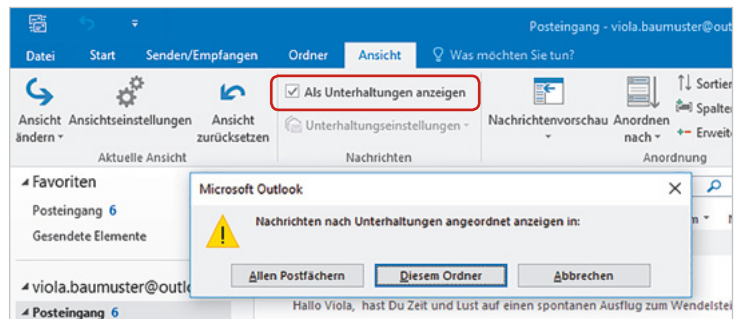 Posteingang - viola.baumuster@out
Datei Start Senden/Empfangen Ordner Ansicht Was möchten Sie tun?
Als Unterhaltungen anzeigen
Unterhaltungseinstellungen
Ansicht ändern
Ansichtseinstellungen
Ansicht zurücksetzen
Nachrichtenvorschau
Anordnen nach
Sortier
Spalte
Erweit
Aktuelle Ansicht Nachrichten Anordnung
Favoriten
Posteingang 6
Gesendete Elemente
viola.baumuster@outlo
Posteingang 6
Microsoft Outlook
Nachrichten nach Unterhaltungen angeordnet anzeigen in:
Allen Postfächern Diesem Ordner Abbrechen
Hallo Viola, hast Du Zeit und Lust auf einen spontanen Ausflug zum Wendelstei